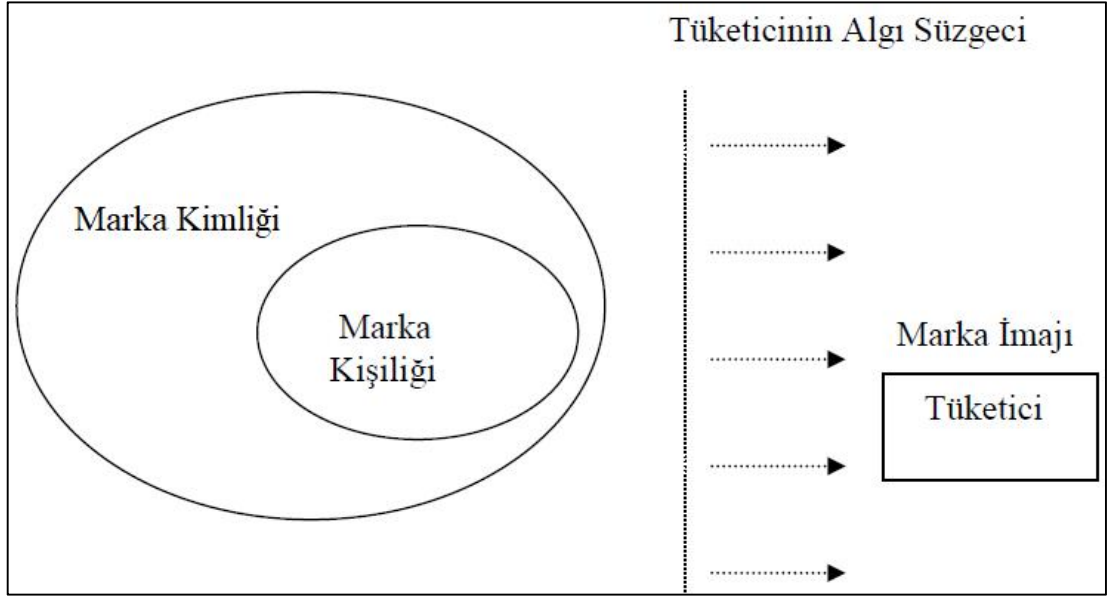 Tüketicinin Algı Süzgeci
Marka Kimliği
Marka
Kişiliği
Marka İmajı
Tüketici